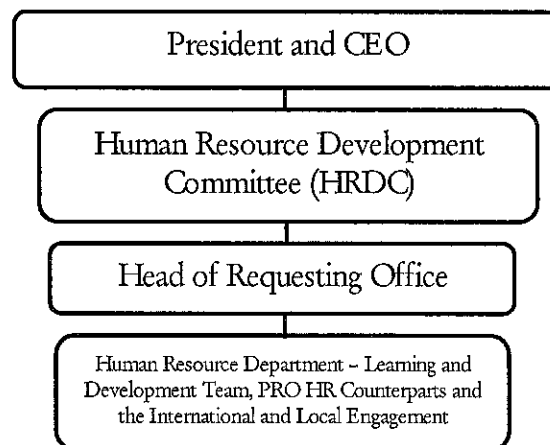 President and CEO
Human Resource Development
Committee (HRDC)
Head of Requesting Office
Human Resource Department – Learning and
Development Team, PRO HR Counterparts and
the International and Local Engagement